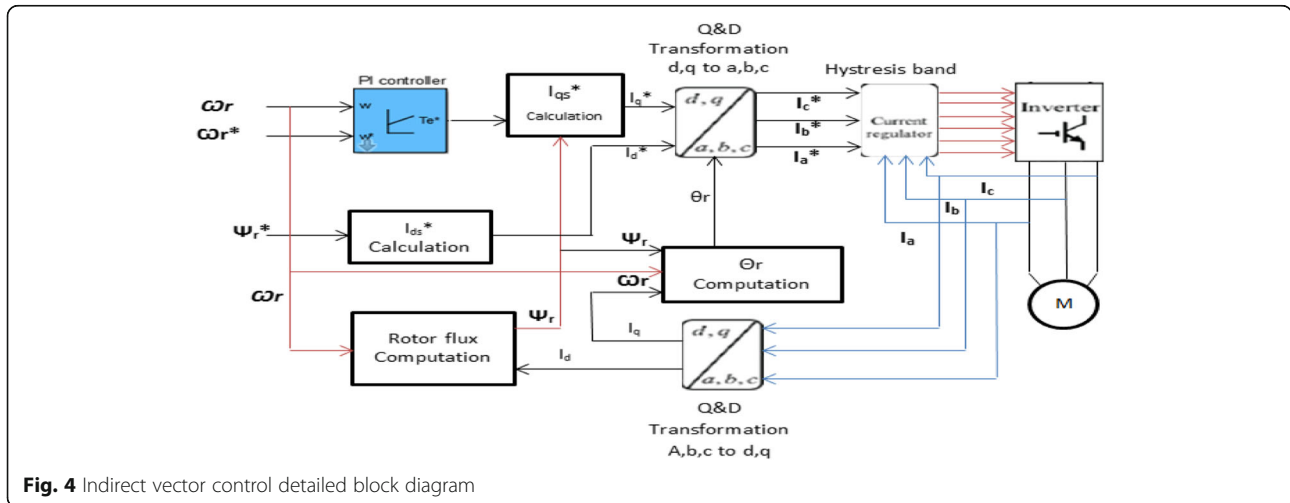 Q&D
Transformation
d,q to a,b,c
Hystresis band
PI controller
ωr
ωr*
w
w*
Te*
Iqs*
Calculation
Iq*
Id*
d, q
a, b, c
Ic*
Ib*
Ia*
Current
regulator
Inverter
Ic
Ib
Ia
θr
Ψr*
Ids*
Calculation
Ψr
ωr
Θr
Computation
M
ωr
Rotor flux
Computation
Ψr
Iq
Id
d, q
a, b, c
Q&D
Transformation
A,b,c to d,q
Fig. 4 Indirect vector control detailed block diagram